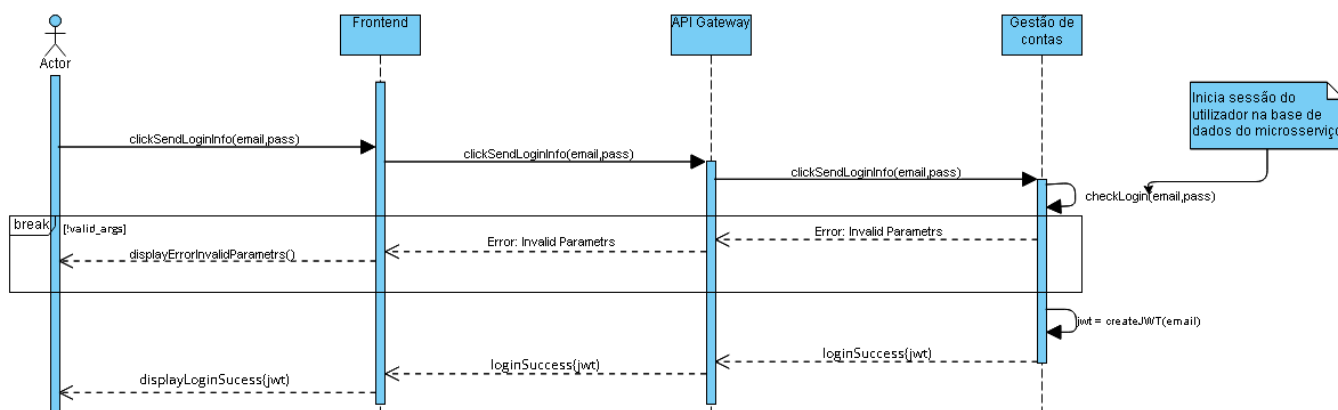 Actor
Frontend
API Gateway
Gestão de
contas
Inicia sessão do
utilizador na base de
dados do microsserviço
clickSendLoginInfo(email,pass)
clickSendLoginInfo(email,pass)
clickSendLoginInfo(email,pass)
checkLogin(email,pass)
break
[!valid_args]
Error: Invalid Parametrs
Error: Invalid Parametrs
displayErrorInvalidParametrs()
jwt = createJWT(email)
loginSuccess(jwt)
loginSuccess(jwt)
displayLoginSucess(jwt)